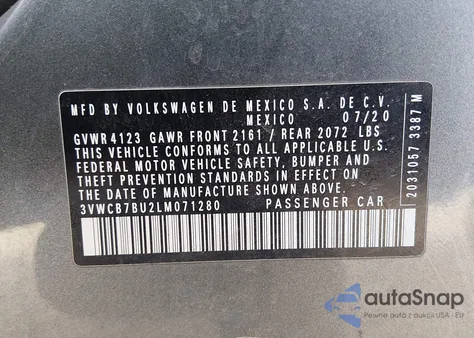 MFD BY VOLKSWAGEN DE MEXICO S.A. DE C.V.
MEXICO 07/20
GVWR 4123 GAWR FRONT 2161 / REAR 2072 LBS
THIS VEHICLE CONFORMS TO ALL APPLICABLE U.S.
FEDERAL MOTOR VEHICLE SAFETY, BUMPER AND
THEFT PREVENTION STANDARDS IN EFFECT ON
THE DATE OF MANUFACTURE SHOWN ABOVE.
3VWCB7BU2LM071280 PASSENGER CAR
2031057 3387 M
autaSnap
Pewne auta z aukcji USA i EU